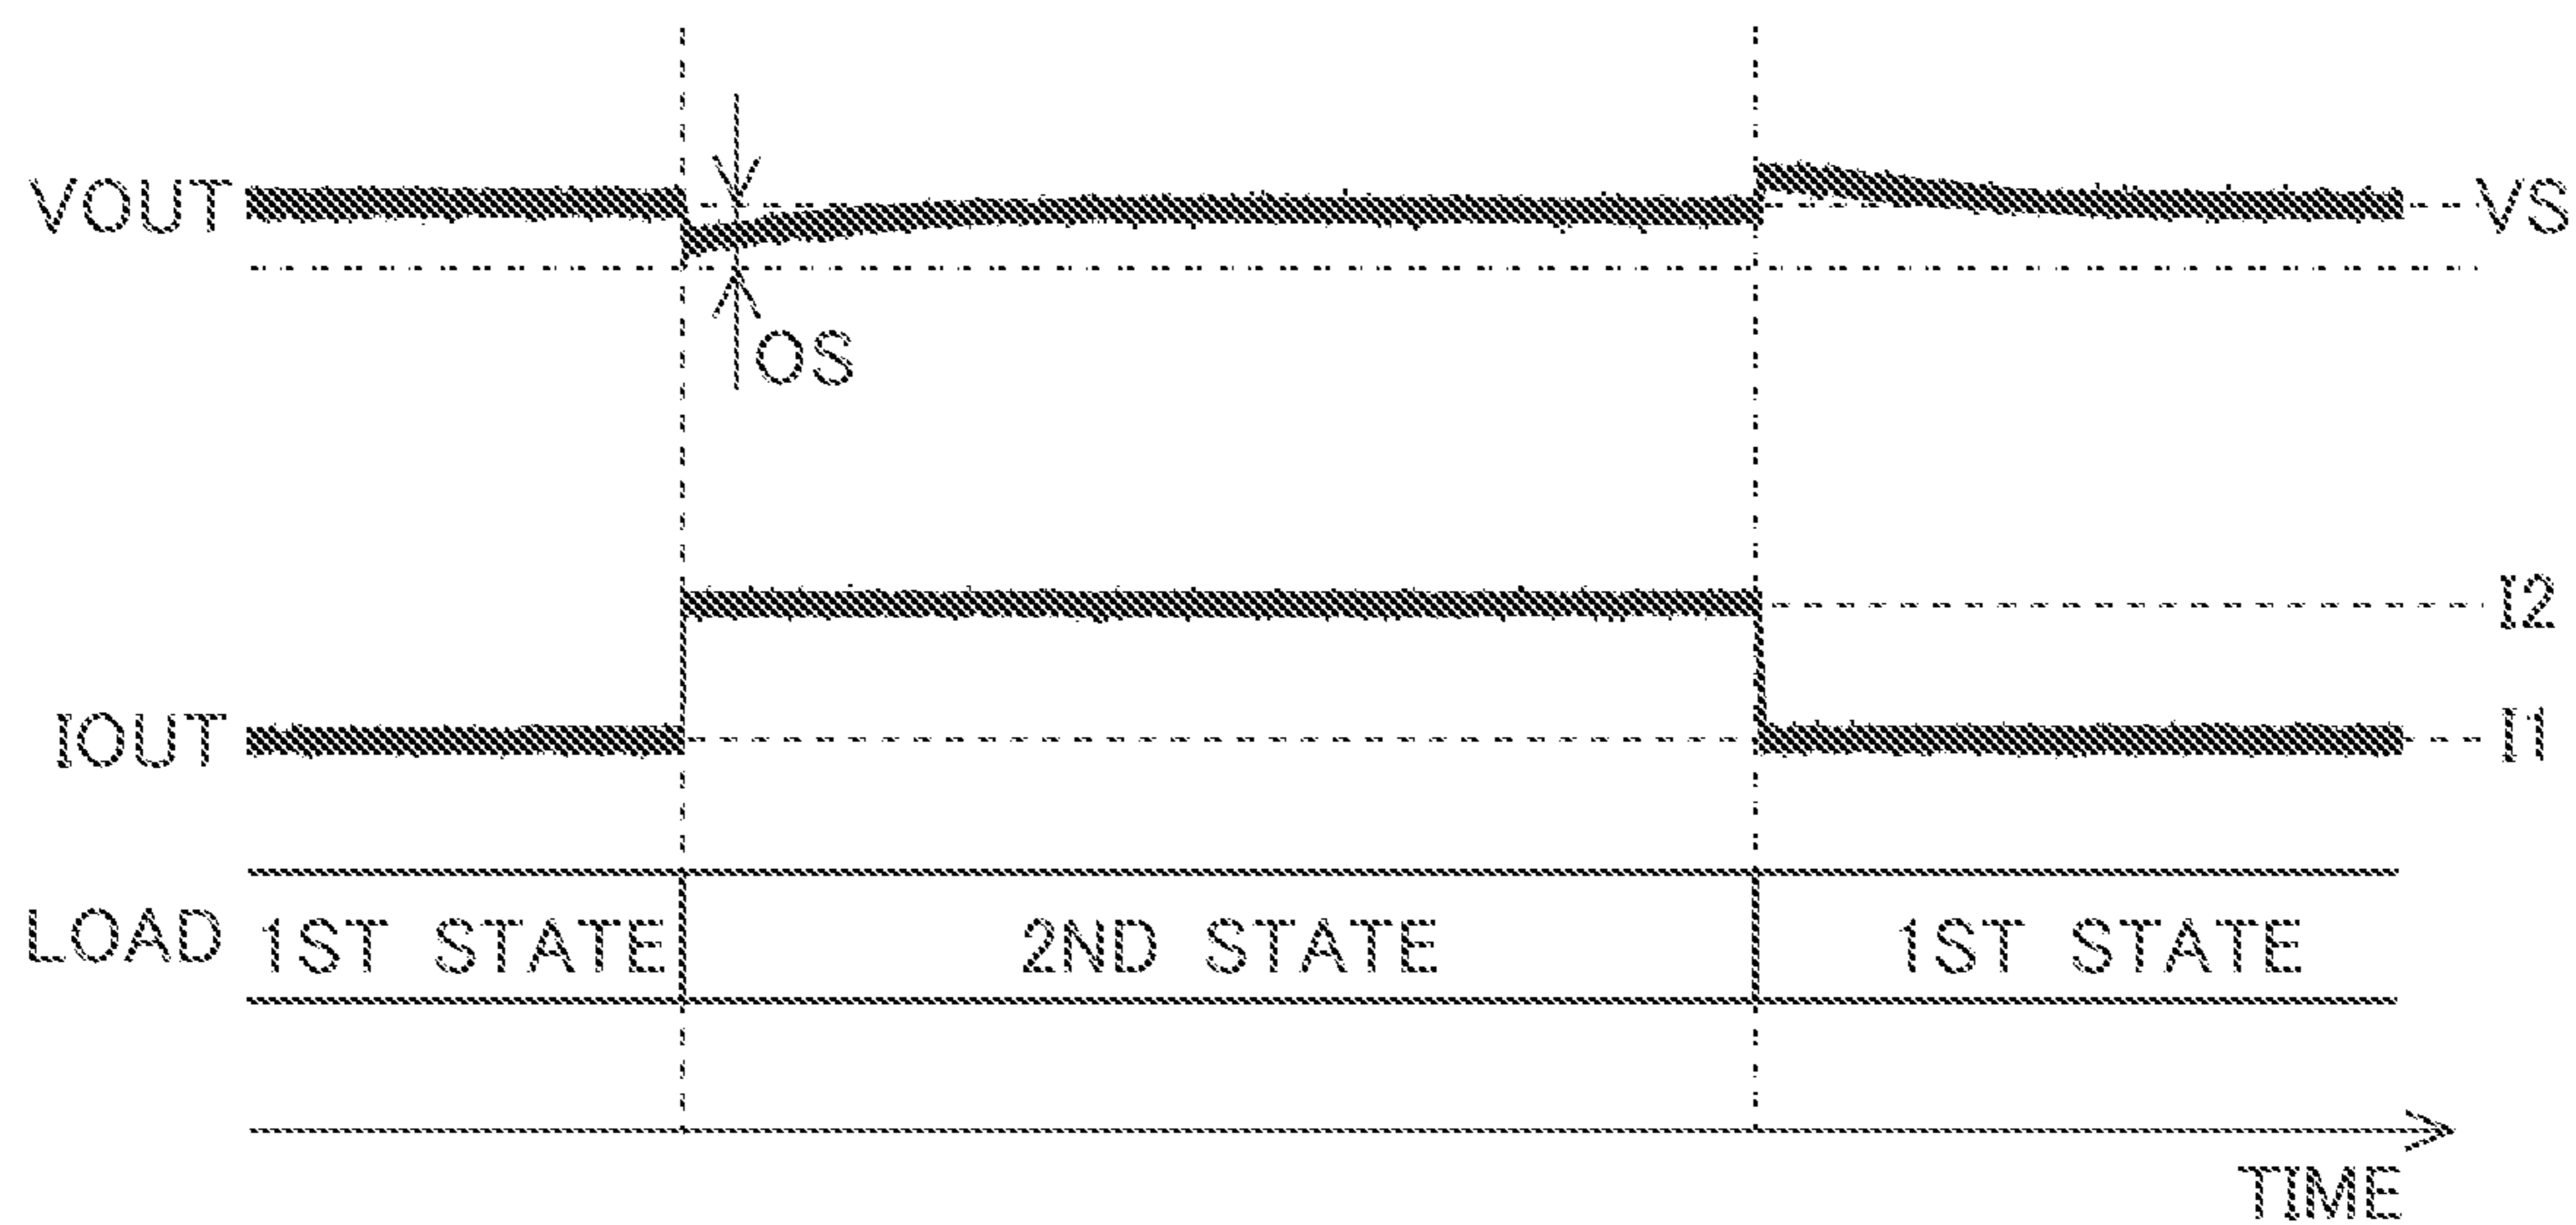 VOUT
VS
OS
I2
IOUT
I1
LOAD 1ST STATE 2ND STATE 1ST STATE
TIME